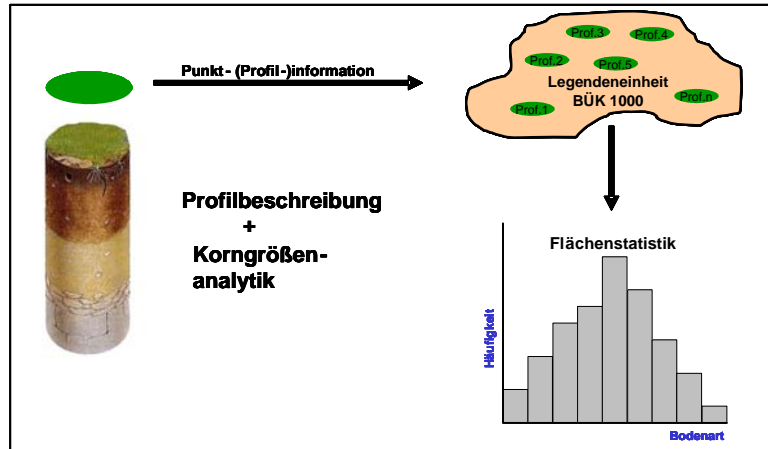 Punkt- (Profil-)information
Prof.3
Prof.4
Prof.2
Prof.5
Legendeneinheit
BÜK 1000
Prof.1
Prof.n
Profilbeschreibung
+
Korngrößen-
analytik
Flächenstatistik
Häufigkeit
Bodenart